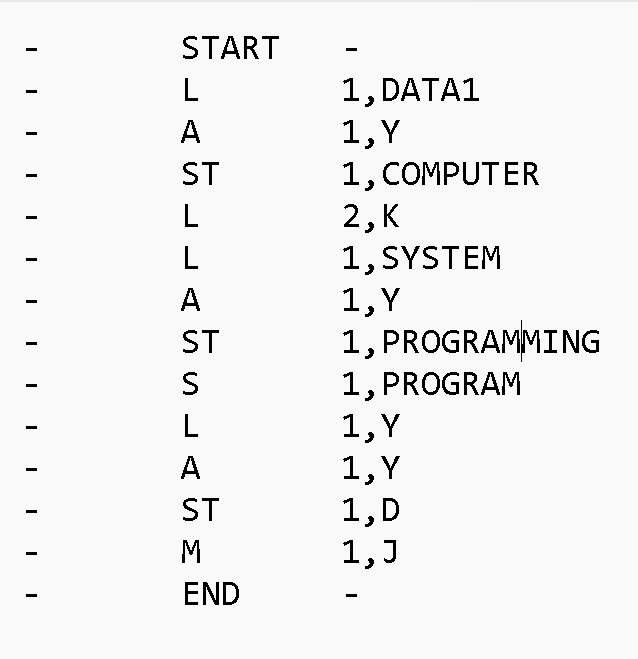 - START -
- L 1,DATA1
- A 1,Y
- ST 1,COMPUTER
- L 2,K
- L 1,SYSTEM
- A 1,Y
- ST 1,PROGRAMMING
- S 1,PROGRAM
- L 1,Y
- A 1,Y
- ST 1,D
- M 1,J
- END -